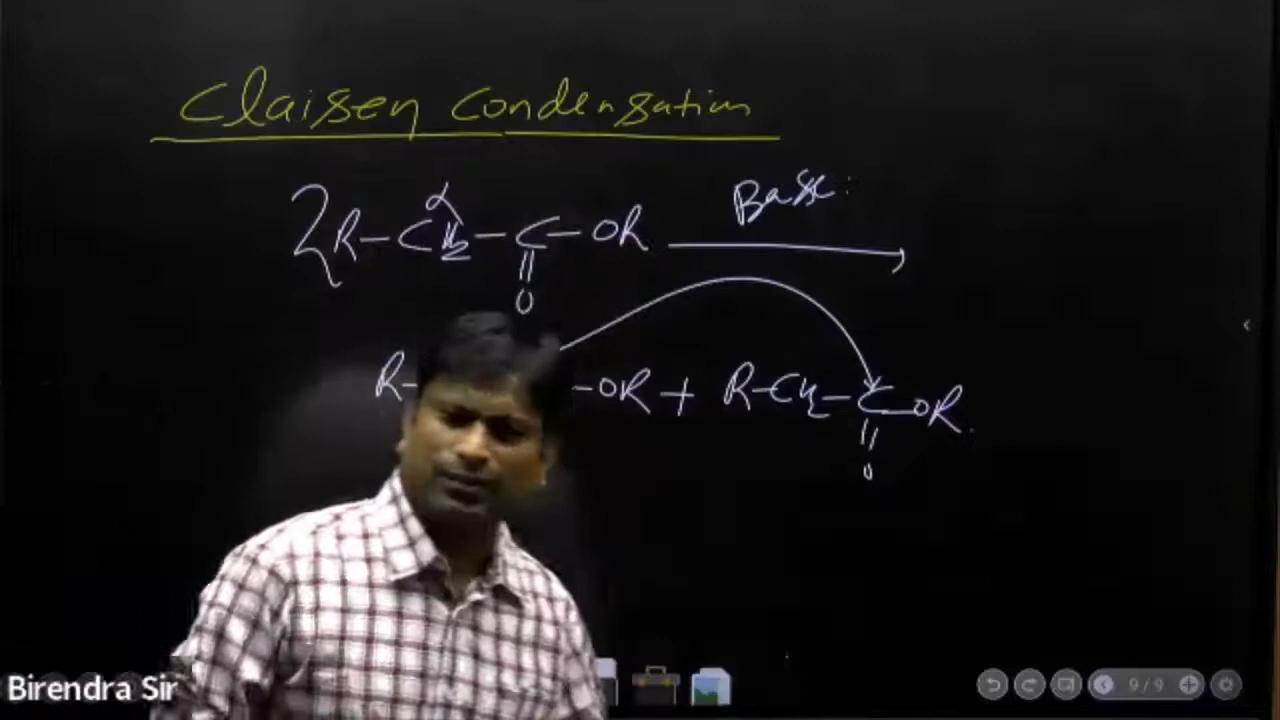 Claisen Condensation
α
2{R-CH₂-C-OR Base:
||
O
R- -OR + R-CH₂-C-OR
||
O
Birendra Sir
9/9